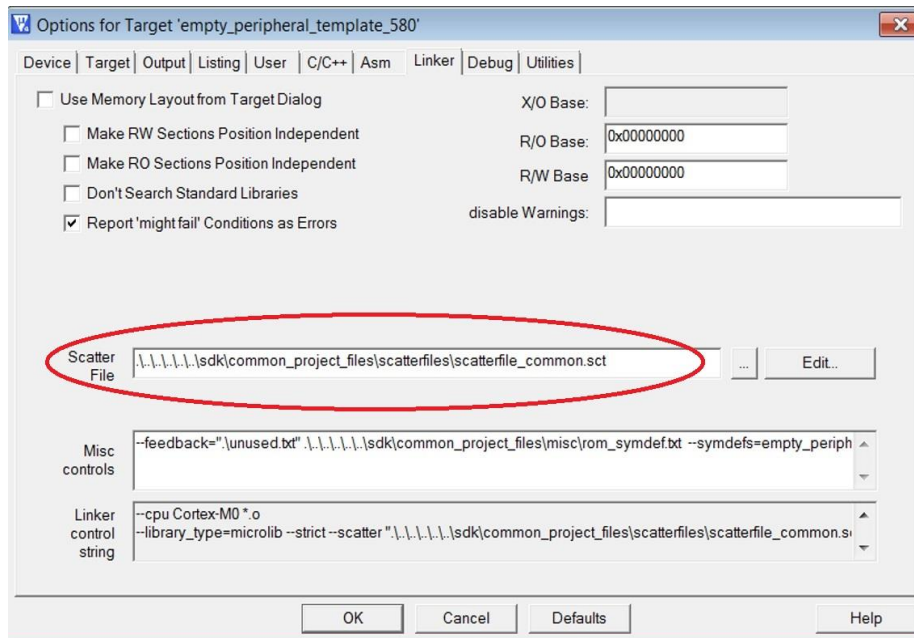 Options for Target 'empty_peripheral_template_580'
Device Target Output Listing User C/C++ Asm Linker Debug Utilities
Use Memory Layout from Target Dialog
X/O Base:
Make RW Sections Position Independent
R/O Base: 0x00000000
Make RO Sections Position Independent
R/W Base 0x00000000
Don't Search Standard Libraries
disable Warnings:
Report 'might fail' Conditions as Errors
Scatter File
.\..\..\..\..\..\sdk\common_project_files\scatterfiles\scatterfile_common.sct
... Edit...
Misc controls
--feedback=".\unused.txt" .\..\..\..\..\..\sdk\common_project_files\misc\rom_symdef.txt --symdefs=empty_periph
Linker control string
--cpu Cortex-M0 *.o
--library_type=microlib --strict --scatter ".\..\..\..\..\..\sdk\common_project_files\scatterfiles\scatterfile_common.s
OK Cancel Defaults Help